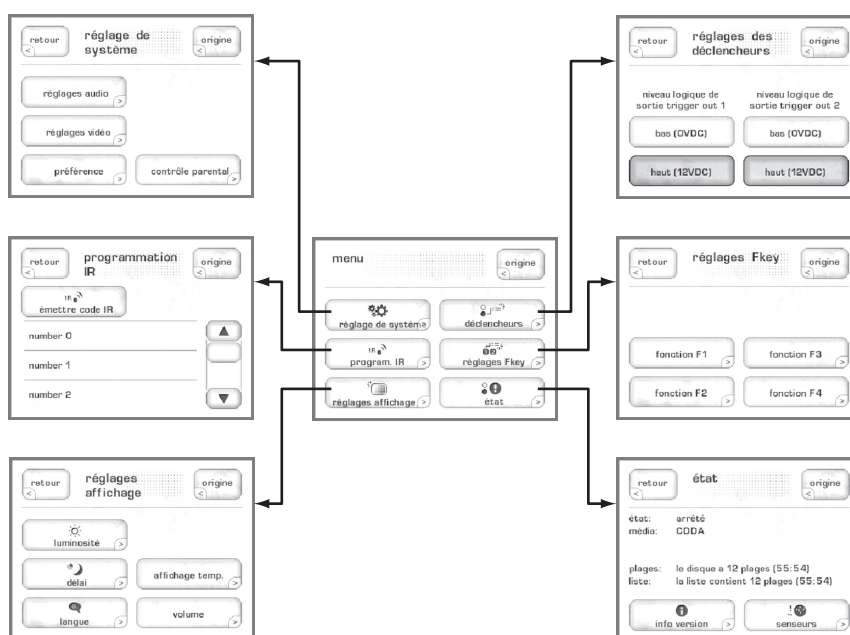 retour
réglage de
système
origine
réglages audio
réglages vidéo
préférence
contrôle parental
retour
réglages des
déclencheurs
origine
niveau logique de
sortie trigger out 1
niveau logique de
sortie trigger out 2
bas (0VDC)
bas (0VDC)
haut (12VDC)
haut (12VDC)
retour
programmation
IR
origine
IR
émettre code IR
number 0
number 1
number 2
menu
origine
réglage de système
déclencheurs
IR
program. IR
réglages Fkey
réglages affichage
état
retour
réglages Fkey
origine
fonction F1
fonction F3
fonction F2
fonction F4
retour
réglages
affichage
origine
luminosité
délai
affichage temp.
langue
volume
retour
état
origine
état: arrêté
média: CDDA
plages: le disque a 12 plages (55:54)
liste: la liste contient 12 plages (55:54)
info version
senseurs